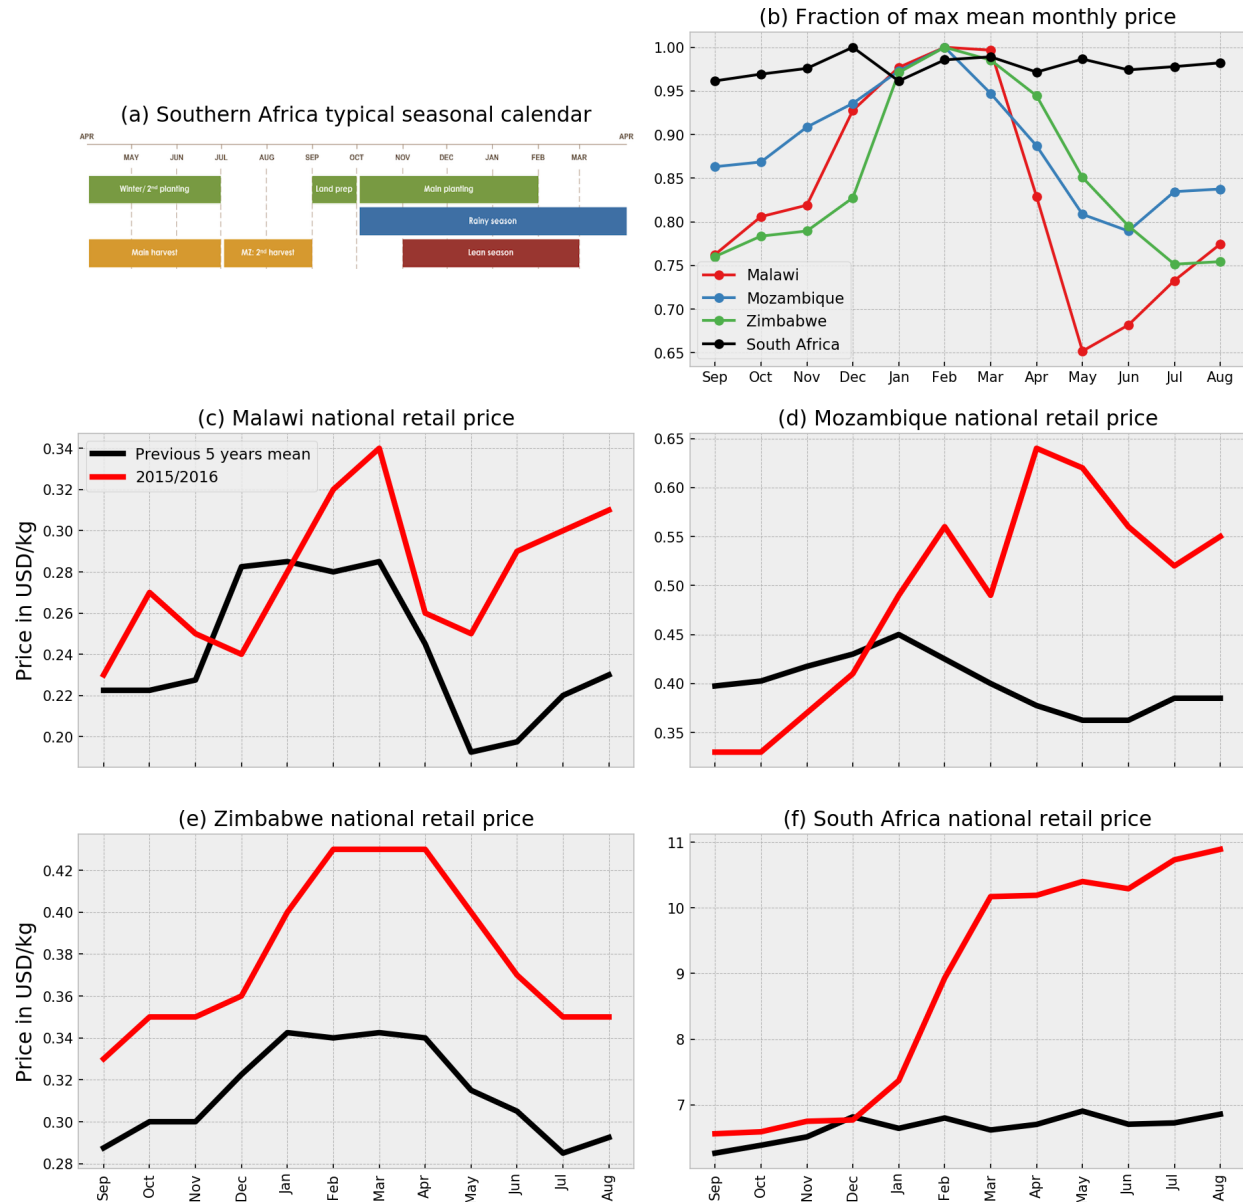 (a) Southern Africa typical seasonal calendar
APR APR
MAY JUN JUL AUG SEP OCT NOV DEC JAN FEB MAR
Winter/ 2nd planting Land prep Main planting
Rainy season
Main harvest MZ: 2nd harvest Lean season
(b) Fraction of max mean monthly price
1.00
0.95
0.90
0.85
0.80
0.75
0.70
0.65
Malawi
Mozambique
Zimbabwe
South Africa
Sep Oct Nov Dec Jan Feb Mar Apr May Jun Jul Aug
(c) Malawi national retail price
Price in USD/kg
0.34
0.32
0.30
0.28
0.26
0.24
0.22
0.20
Previous 5 years mean
2015/2016
(d) Mozambique national retail price
0.65
0.60
0.55
0.50
0.45
0.40
0.35
(e) Zimbabwe national retail price
Price in USD/kg
0.42
0.40
0.38
0.36
0.34
0.32
0.30
0.28
Sep Oct Nov Dec Jan Feb Mar Apr May Jun Jul Aug
(f) South Africa national retail price
11
10
9
8
7
Sep Oct Nov Dec Jan Feb Mar Apr May Jun Jul Aug